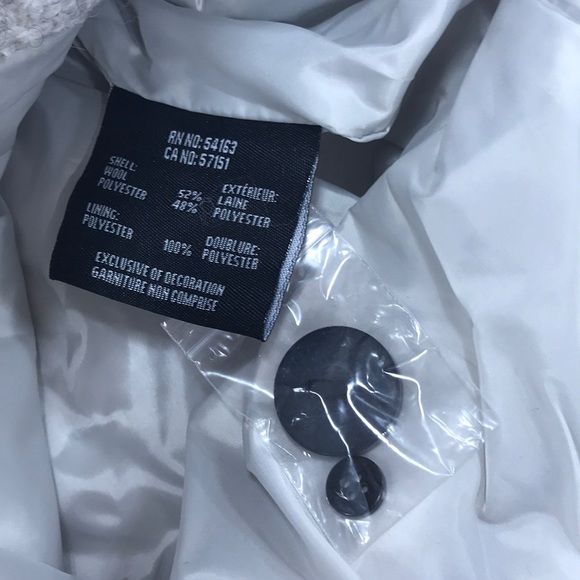 RN NO: 54163
CA NO: 57151
SHELL: EXTÉRIEUR:
WOOL 52% LAINE
POLYESTER 48% POLYESTER
LINING: DOUBLURE:
POLYESTER 100% POLYESTER
EXCLUSIVE OF DECORATION
GARNITURE NON COMPRISE